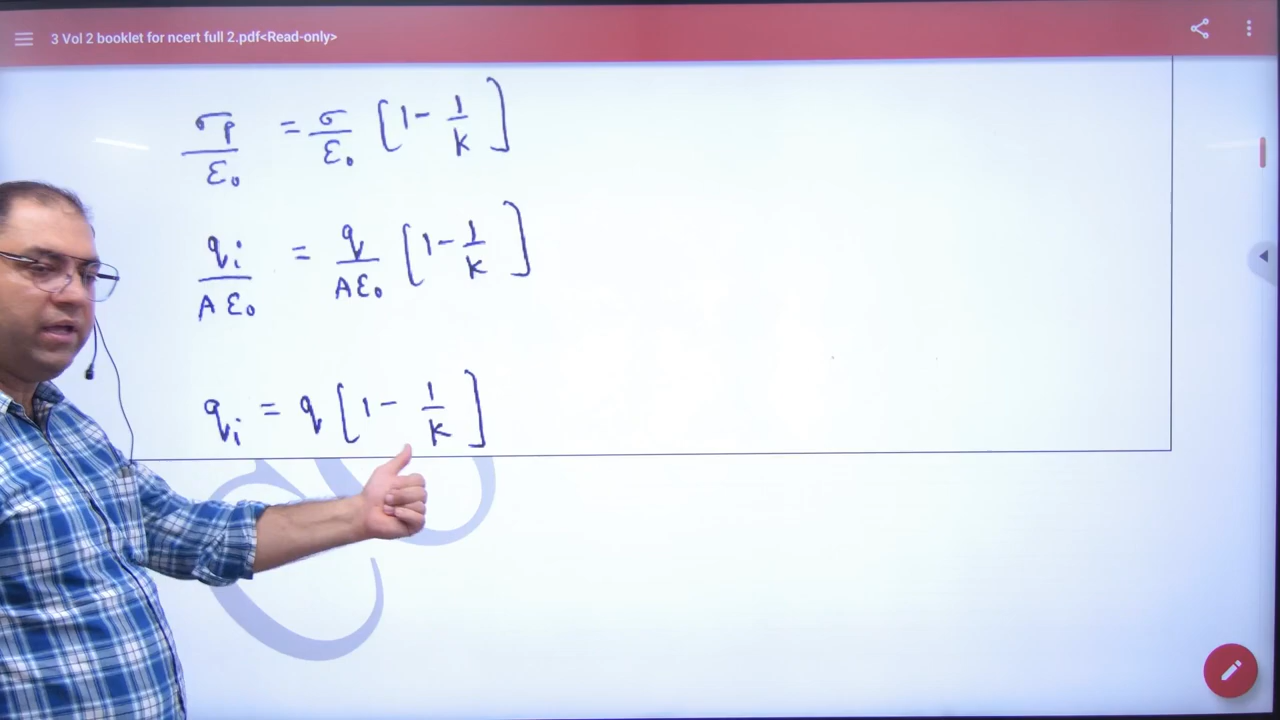 3 Vol 2 booklet for ncert full 2.pdf<Read-only>
σp/ε₀ = σ/ε₀ [1 - 1/k]
qi/Aε₀ = q/Aε₀ [1 - 1/k]
qi = q [1 - 1/k]